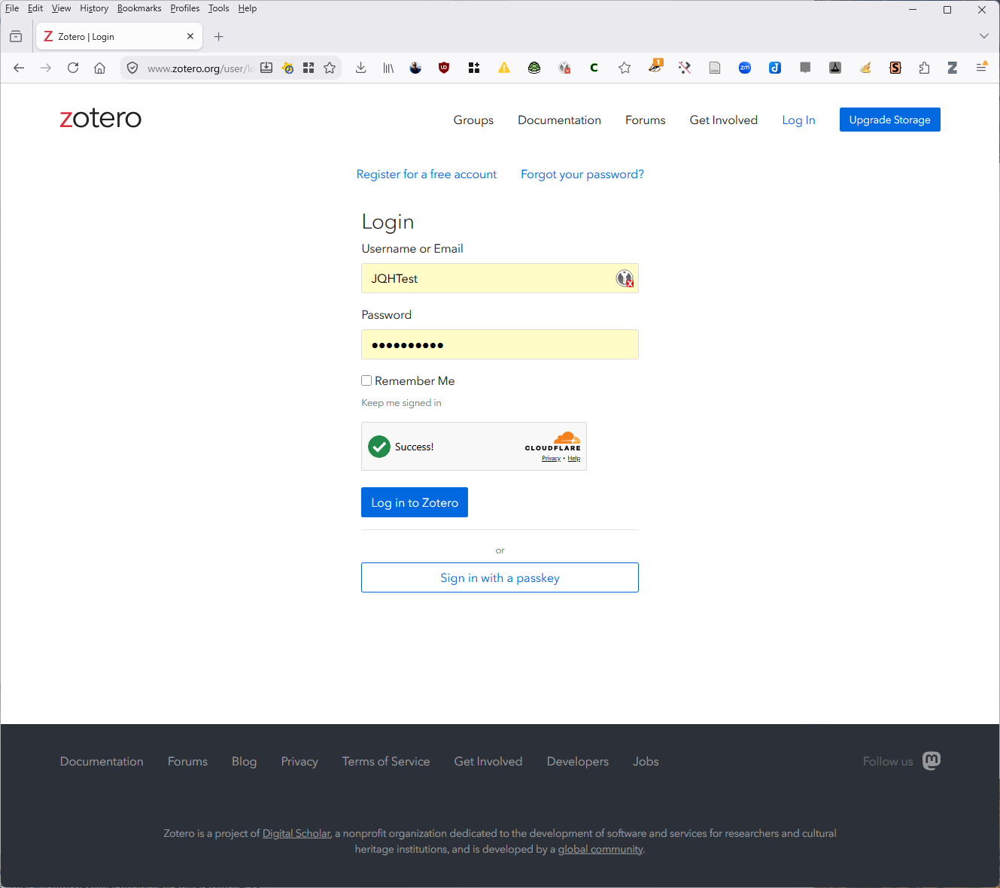 File Edit View History Bookmarks Profiles Tools Help
Zotero | Login
www.zotero.org/user/lo
1
zotero
Groups Documentation Forums Get Involved Log In Upgrade Storage
Register for a free account Forgot your password?
Login
Username or Email
JQHTest
Password
Remember Me
Keep me signed in
Success!
CLOUDFLARE
Privacy • Help
Log in to Zotero
or
Sign in with a passkey
Documentation Forums Blog Privacy Terms of Service Get Involved Developers Jobs Follow us
Zotero is a project of Digital Scholar, a nonprofit organization dedicated to the development of software and services for researchers and cultural
heritage institutions, and is developed by a global community.